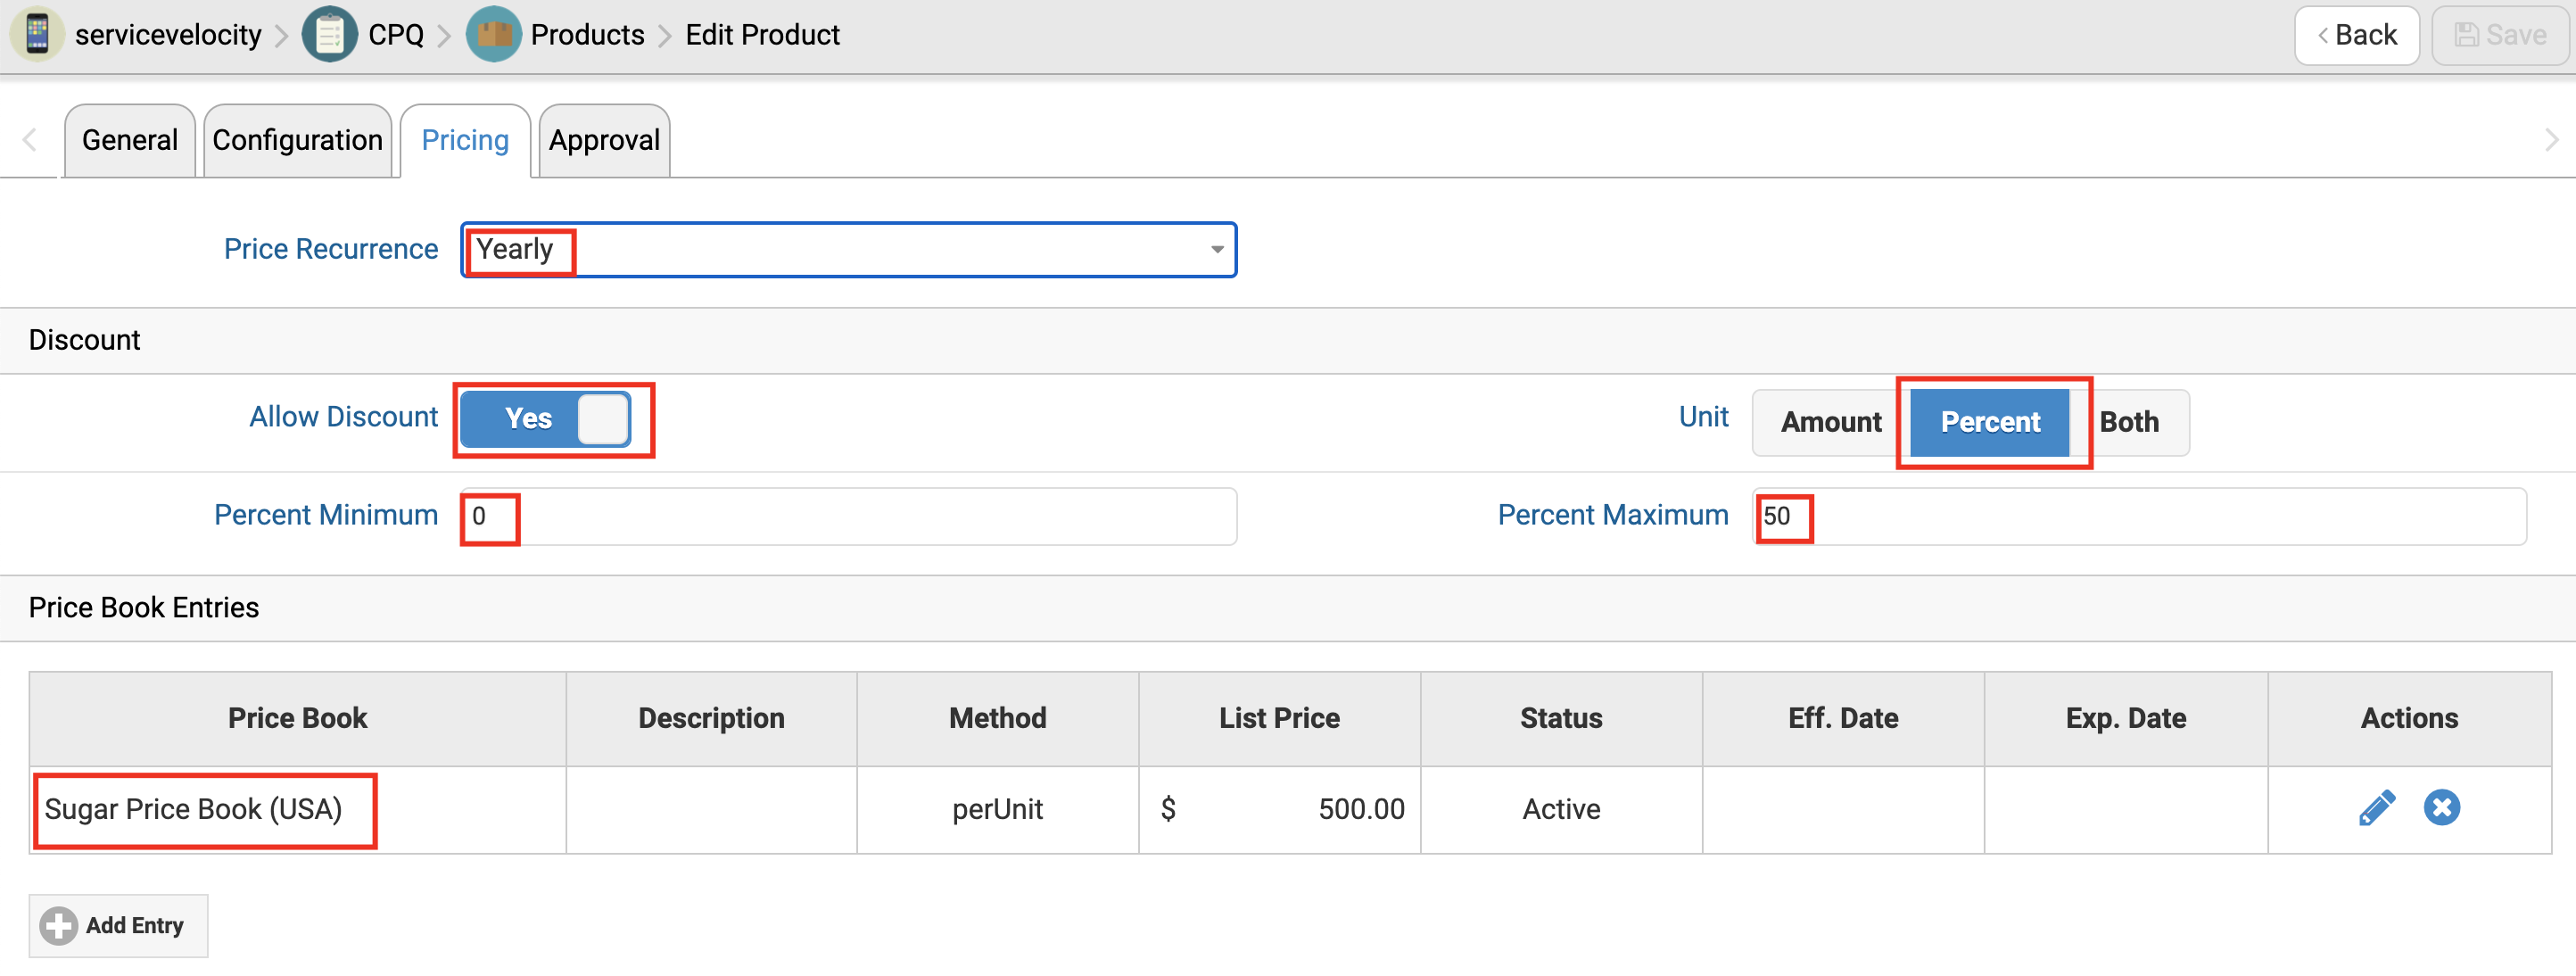 servicevelocity CPQ Products Edit Product Back Save
General Configuration Pricing Approval
Price Recurrence Yearly
Discount
Allow Discount Yes Unit Amount Percent Both
Percent Minimum 0 Percent Maximum 50
Price Book Entries
Price Book Description Method List Price Status Eff. Date Exp. Date Actions
Sugar Price Book (USA) perUnit $ 500.00 Active
Add Entry